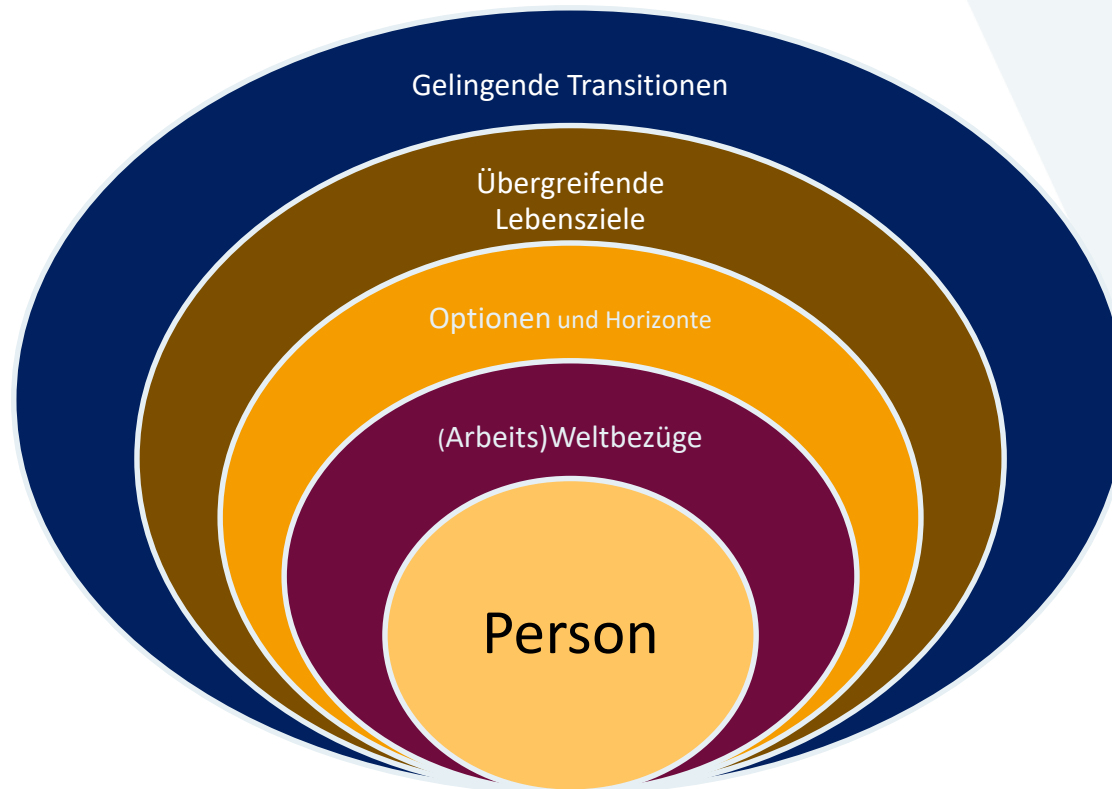 Gelingende Transitionen
Übergreifende
Lebensziele
Optionen und Horizonte
(Arbeits)Weltbezüge
Person